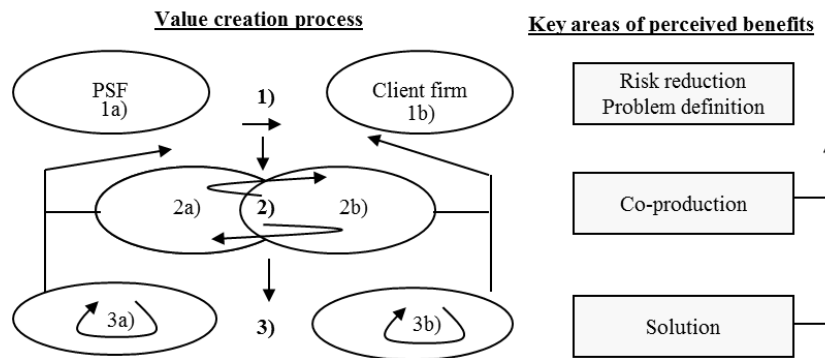 Value creation process
Key areas of perceived benefits
PSF
1a)
1)
Client firm
1b)
Risk reduction
Problem definition
2a)
2)
2b)
Co-production
3a)
3)
3b)
Solution